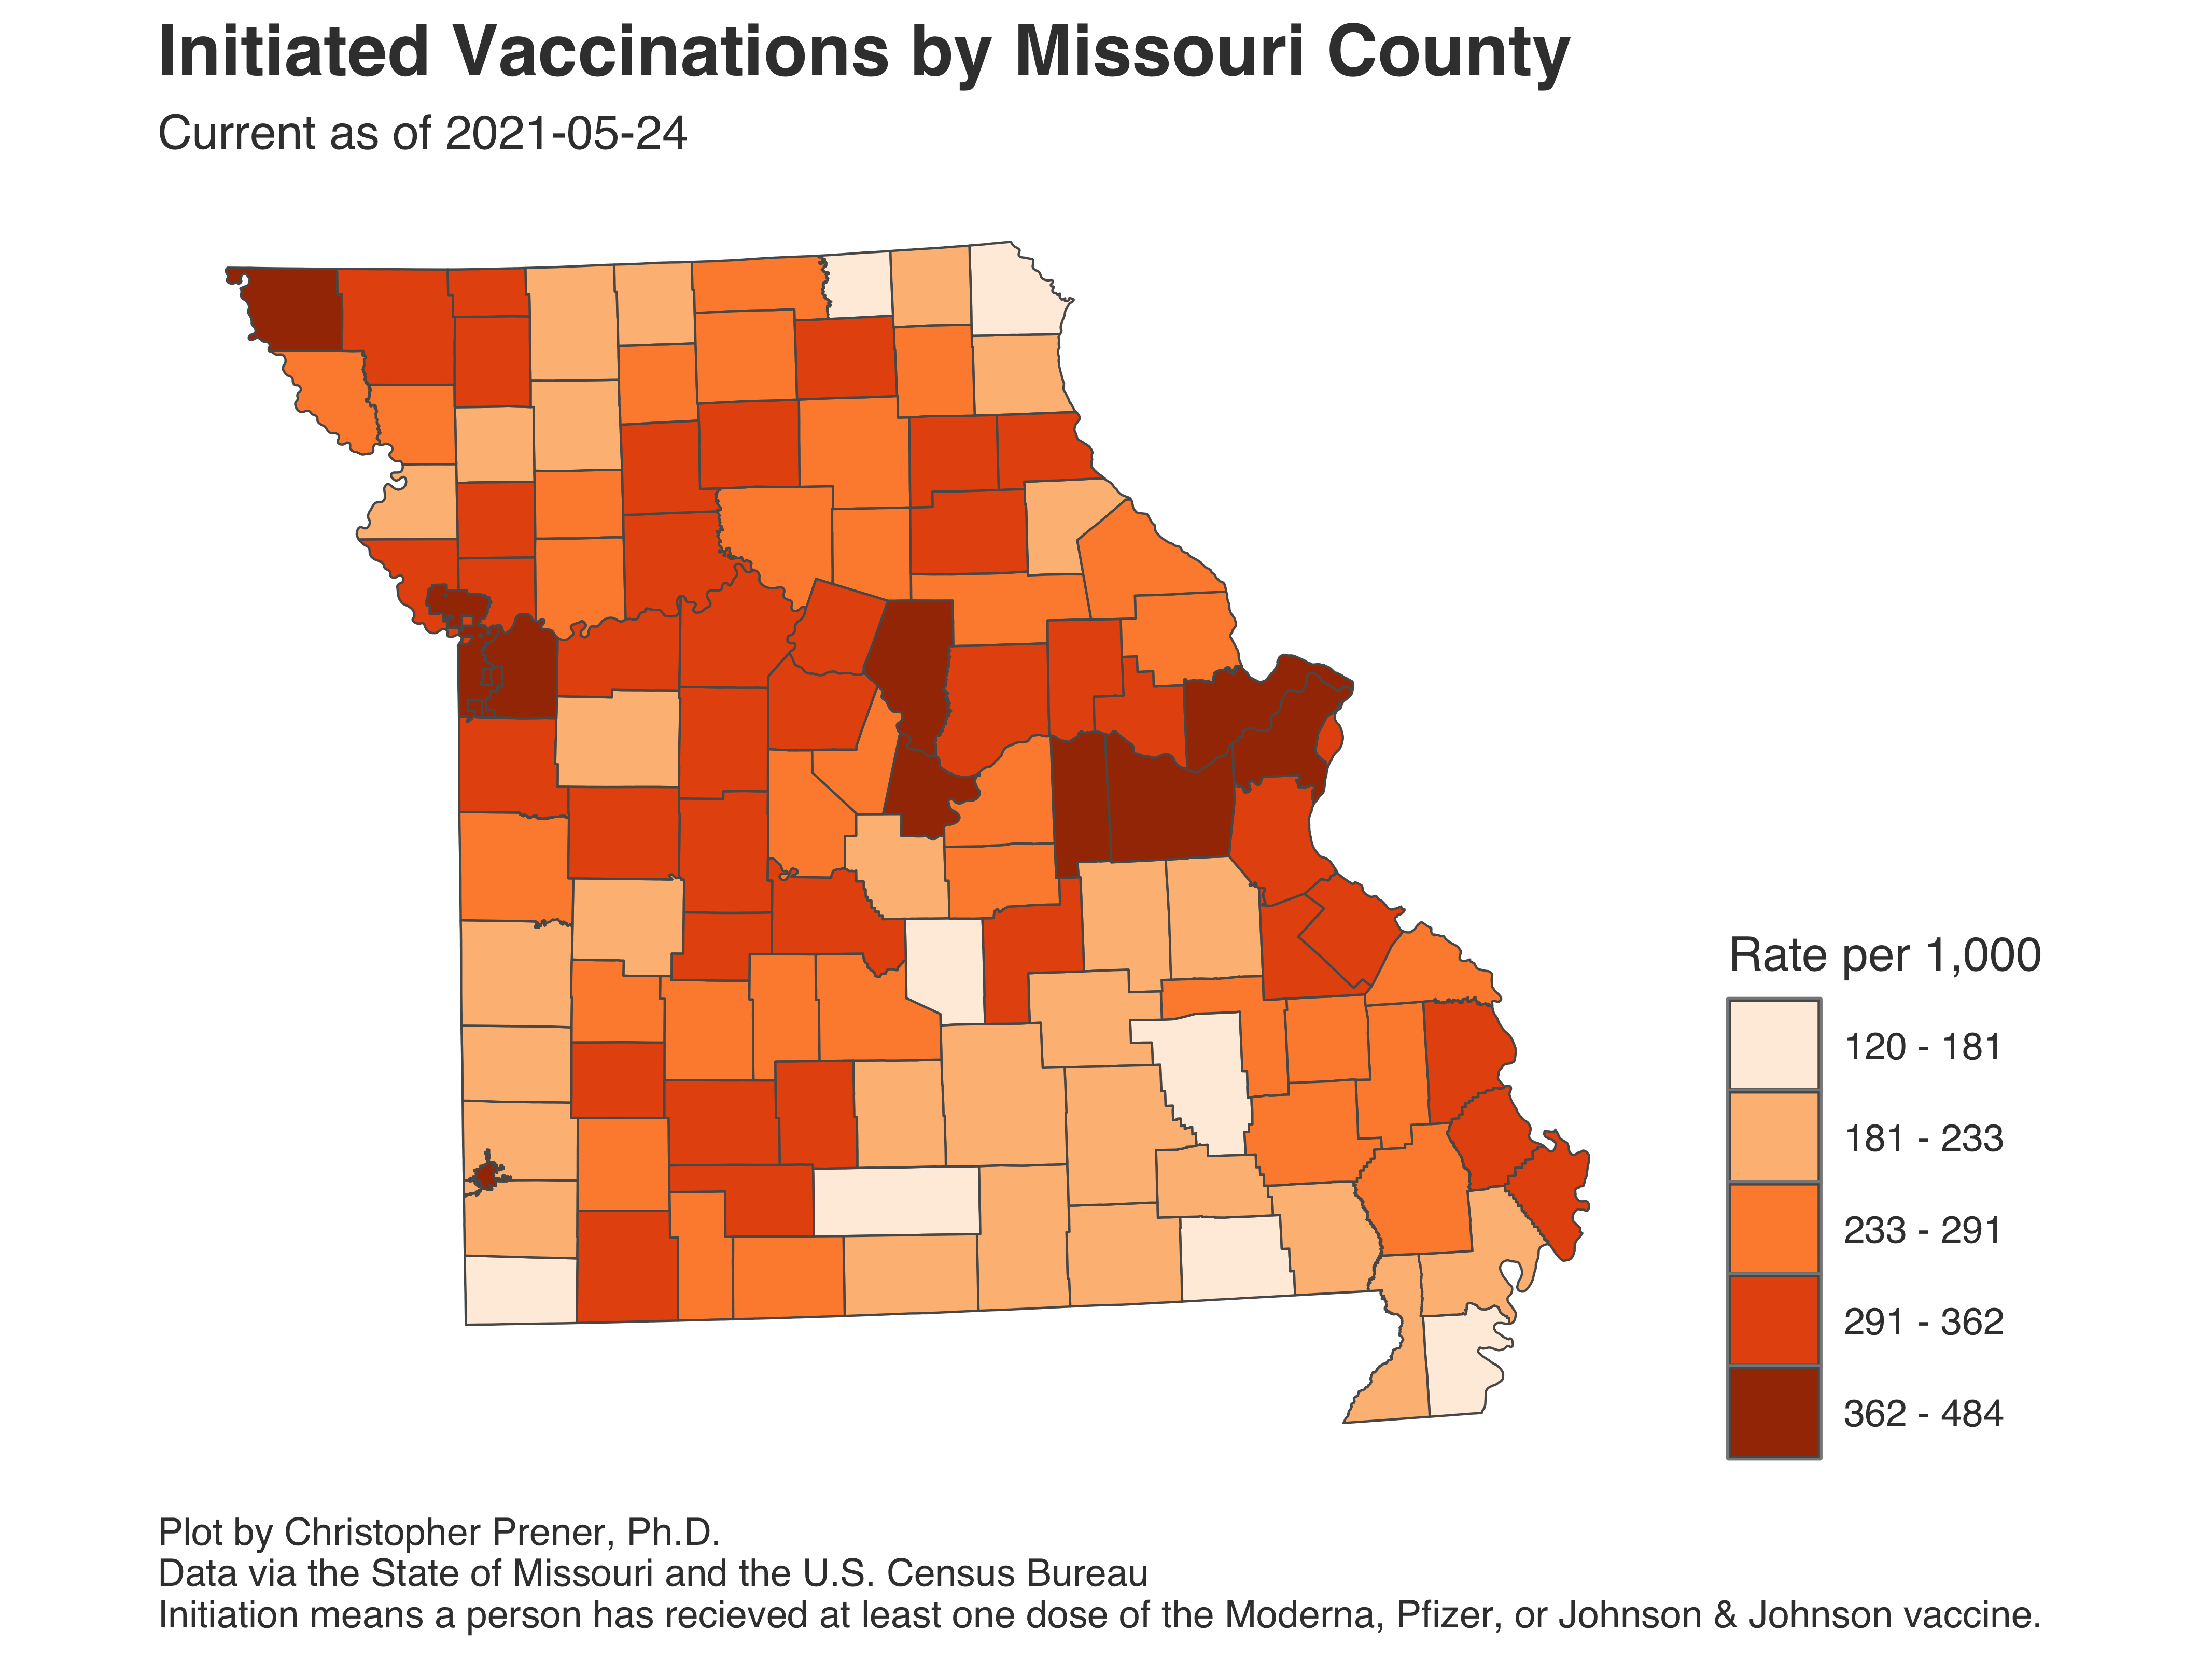 Initiated Vaccinations by Missouri County
Current as of 2021-05-24
Rate per 1,000
120 - 181
181 - 233
233 - 291
291 - 362
362 - 484
Plot by Christopher Prener, Ph.D.
Data via the State of Missouri and the U.S. Census Bureau
Initiation means a person has recieved at least one dose of the Moderna, Pfizer, or Johnson & Johnson vaccine.